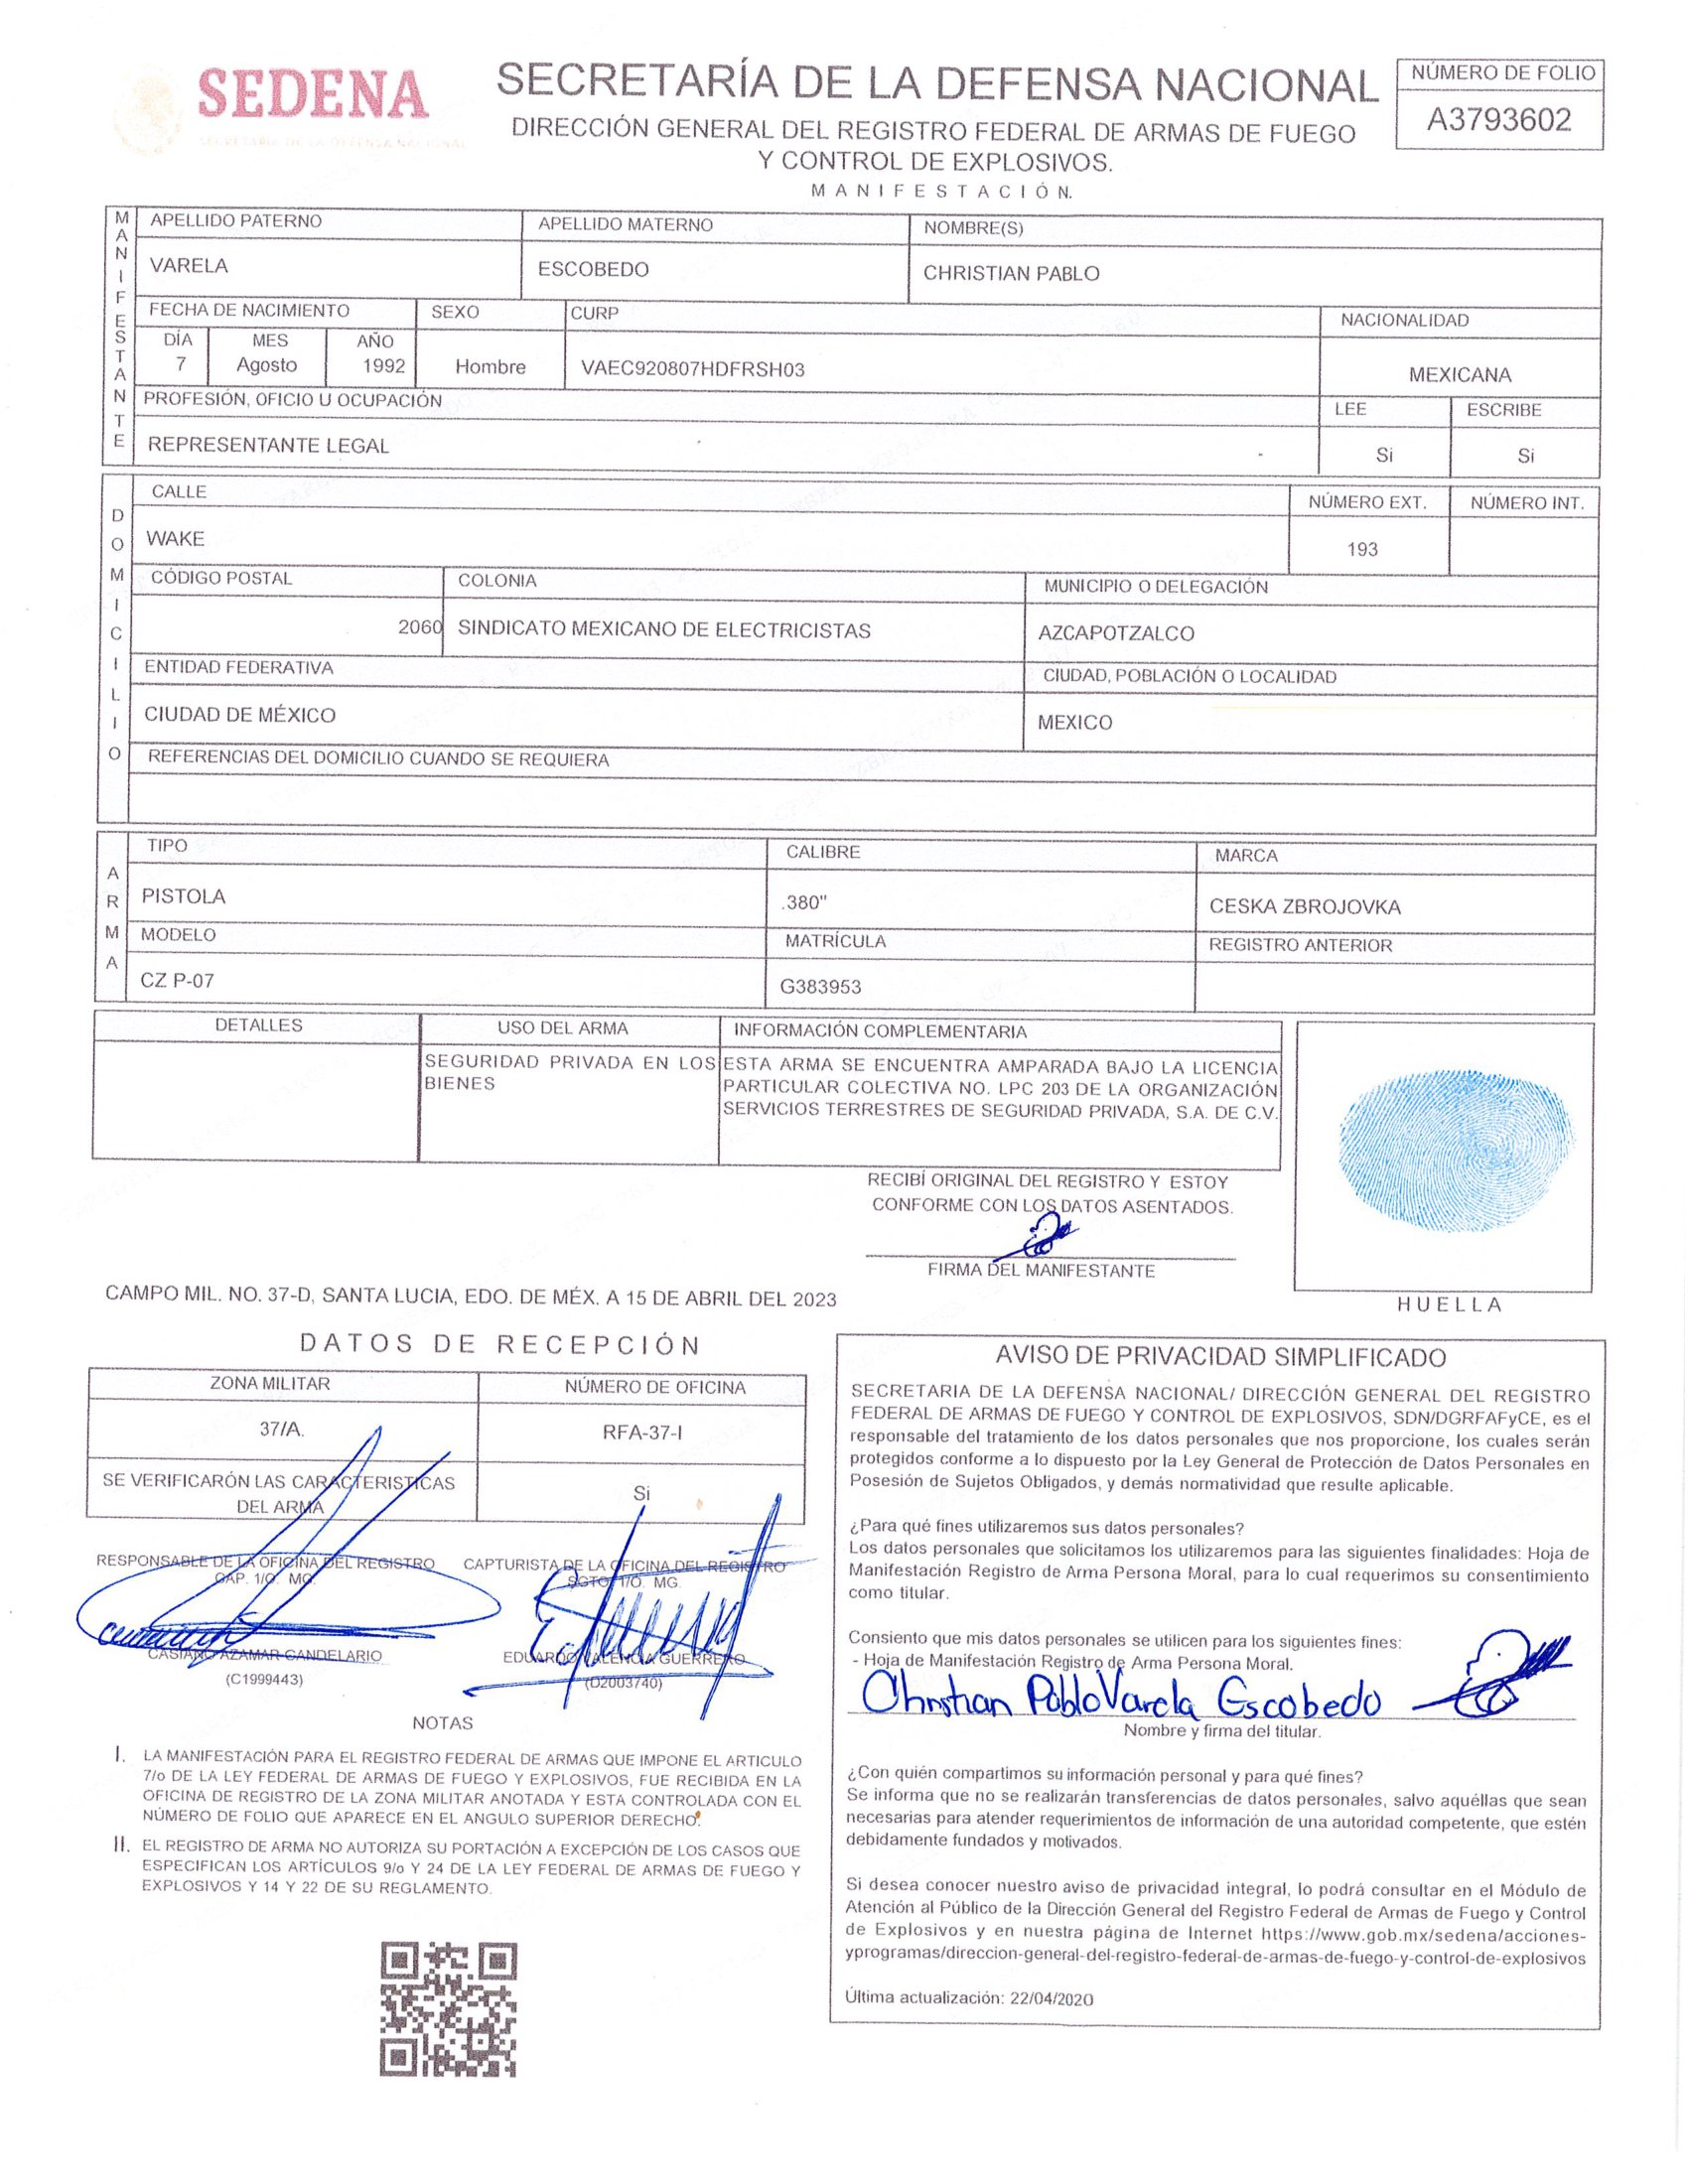 SEDENA
SECRETARÍA DE LA DEFENSA NACIONAL
SECRETARÍA DE LA DEFENSA NACIONAL
DIRECCIÓN GENERAL DEL REGISTRO FEDERAL DE ARMAS DE FUEGO
Y CONTROL DE EXPLOSIVOS.
MANIFESTACIÓN.
NÚMERO DE FOLIO
A3793602
MANIFESTANTE
APELLIDO PATERNO
APELLIDO MATERNO
NOMBRE(S)
VARELA
ESCOBEDO
CHRISTIAN PABLO
FECHA DE NACIMIENTO
SEXO
CURP
NACIONALIDAD
DÍA
MES
AÑO
7
Agosto
1992
Hombre
VAEC920807HDFRSH03
MEXICANA
PROFESIÓN, OFICIO U OCUPACIÓN
LEE
ESCRIBE
REPRESENTANTE LEGAL
Si
Si
DOMICILIO
CALLE
NÚMERO EXT.
NÚMERO INT.
WAKE
193
CÓDIGO POSTAL
COLONIA
MUNICIPIO O DELEGACIÓN
2060
SINDICATO MEXICANO DE ELECTRICISTAS
AZCAPOTZALCO
ENTIDAD FEDERATIVA
CIUDAD, POBLACIÓN O LOCALIDAD
CIUDAD DE MÉXICO
MEXICO
REFERENCIAS DEL DOMICILIO CUANDO SE REQUIERA
ARMA
TIPO
CALIBRE
MARCA
PISTOLA
.380"
CESKA ZBROJOVKA
MODELO
MATRÍCULA
REGISTRO ANTERIOR
CZ P-07
G383953
DETALLES
USO DEL ARMA
INFORMACIÓN COMPLEMENTARIA
SEGURIDAD PRIVADA EN LOS
BIENES
ESTA ARMA SE ENCUENTRA AMPARADA BAJO LA LICENCIA
PARTICULAR COLECTIVA NO. LPC 203 DE LA ORGANIZACIÓN
SERVICIOS TERRESTRES DE SEGURIDAD PRIVADA, S.A. DE C.V.
RECIBÍ ORIGINAL DEL REGISTRO Y ESTOY
CONFORME CON LOS DATOS ASENTADOS.
FIRMA DEL MANIFESTANTE
HUELLA
CAMPO MIL. NO. 37-D, SANTA LUCIA, EDO. DE MÉX. A 15 DE ABRIL DEL 2023
DATOS DE RECEPCIÓN
ZONA MILITAR
NÚMERO DE OFICINA
37/A.
RFA-37-I
SE VERIFICARÓN LAS CARACTERISTICAS
DEL ARMA
Si
RESPONSABLE DE LA OFICINA DEL REGISTRO
CAP. 1/O. MG.
CASIANO AZAMAR CANDELARIO
(C1999443)
CAPTURISTA DE LA OFICINA DEL REGISTRO
SGTO. 1/O. MG.
EDUARDO VALENCIA GUERRERO
(D2003740)
NOTAS
I. LA MANIFESTACIÓN PARA EL REGISTRO FEDERAL DE ARMAS QUE IMPONE EL ARTICULO
7/o DE LA LEY FEDERAL DE ARMAS DE FUEGO Y EXPLOSIVOS, FUE RECIBIDA EN LA
OFICINA DE REGISTRO DE LA ZONA MILITAR ANOTADA Y ESTA CONTROLADA CON EL
NÚMERO DE FOLIO QUE APARECE EN EL ANGULO SUPERIOR DERECHO.
II. EL REGISTRO DE ARMA NO AUTORIZA SU PORTACIÓN A EXCEPCIÓN DE LOS CASOS QUE
ESPECIFICAN LOS ARTÍCULOS 9/o Y 24 DE LA LEY FEDERAL DE ARMAS DE FUEGO Y
EXPLOSIVOS Y 14 Y 22 DE SU REGLAMENTO.
AVISO DE PRIVACIDAD SIMPLIFICADO
SECRETARIA DE LA DEFENSA NACIONAL/ DIRECCIÓN GENERAL DEL REGISTRO
FEDERAL DE ARMAS DE FUEGO Y CONTROL DE EXPLOSIVOS, SDN/DGRFAFyCE, es el
responsable del tratamiento de los datos personales que nos proporcione, los cuales serán
protegidos conforme a lo dispuesto por la Ley General de Protección de Datos Personales en
Posesión de Sujetos Obligados, y demás normatividad que resulte aplicable.
¿Para qué fines utilizaremos sus datos personales?
Los datos personales que solicitamos los utilizaremos para las siguientes finalidades: Hoja de
Manifestación Registro de Arma Persona Moral, para lo cual requerimos su consentimiento
como titular.
Consiento que mis datos personales se utilicen para los siguientes fines:
- Hoja de Manifestación Registro de Arma Persona Moral.
Christian Pablo Varela Escobedo
Nombre y firma del titular.
¿Con quién compartimos su información personal y para qué fines?
Se informa que no se realizarán transferencias de datos personales, salvo aquéllas que sean
necesarias para atender requerimientos de información de una autoridad competente, que estén
debidamente fundados y motivados.
Si desea conocer nuestro aviso de privacidad integral, lo podrá consultar en el Módulo de
Atención al Público de la Dirección General del Registro Federal de Armas de Fuego y Control
de Explosivos y en nuestra página de Internet https://www.gob.mx/sedena/acciones-
yprogramas/direccion-general-del-registro-federal-de-armas-de-fuego-y-control-de-explosivos
Última actualización: 22/04/2020